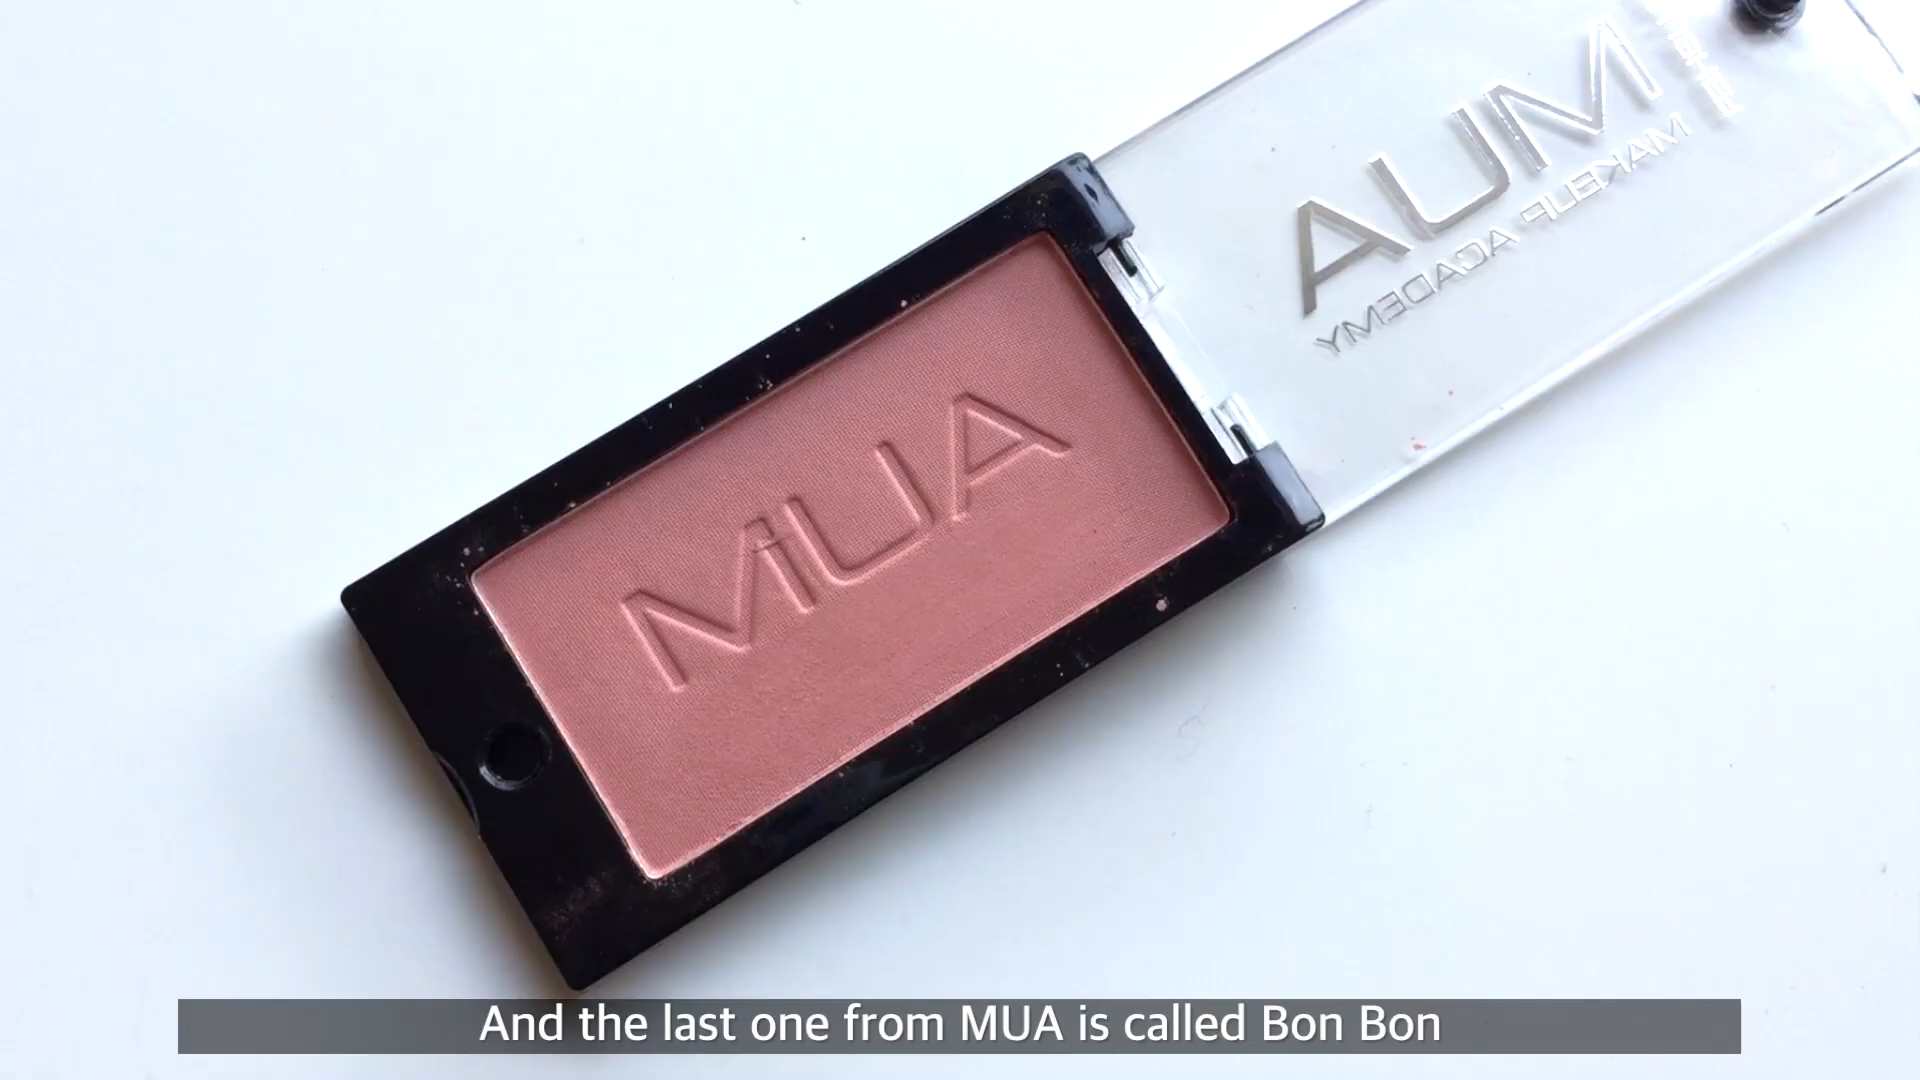 MUA
MAKEUP ACADEMY
MUA
And the last one from MUA is called Bon Bon